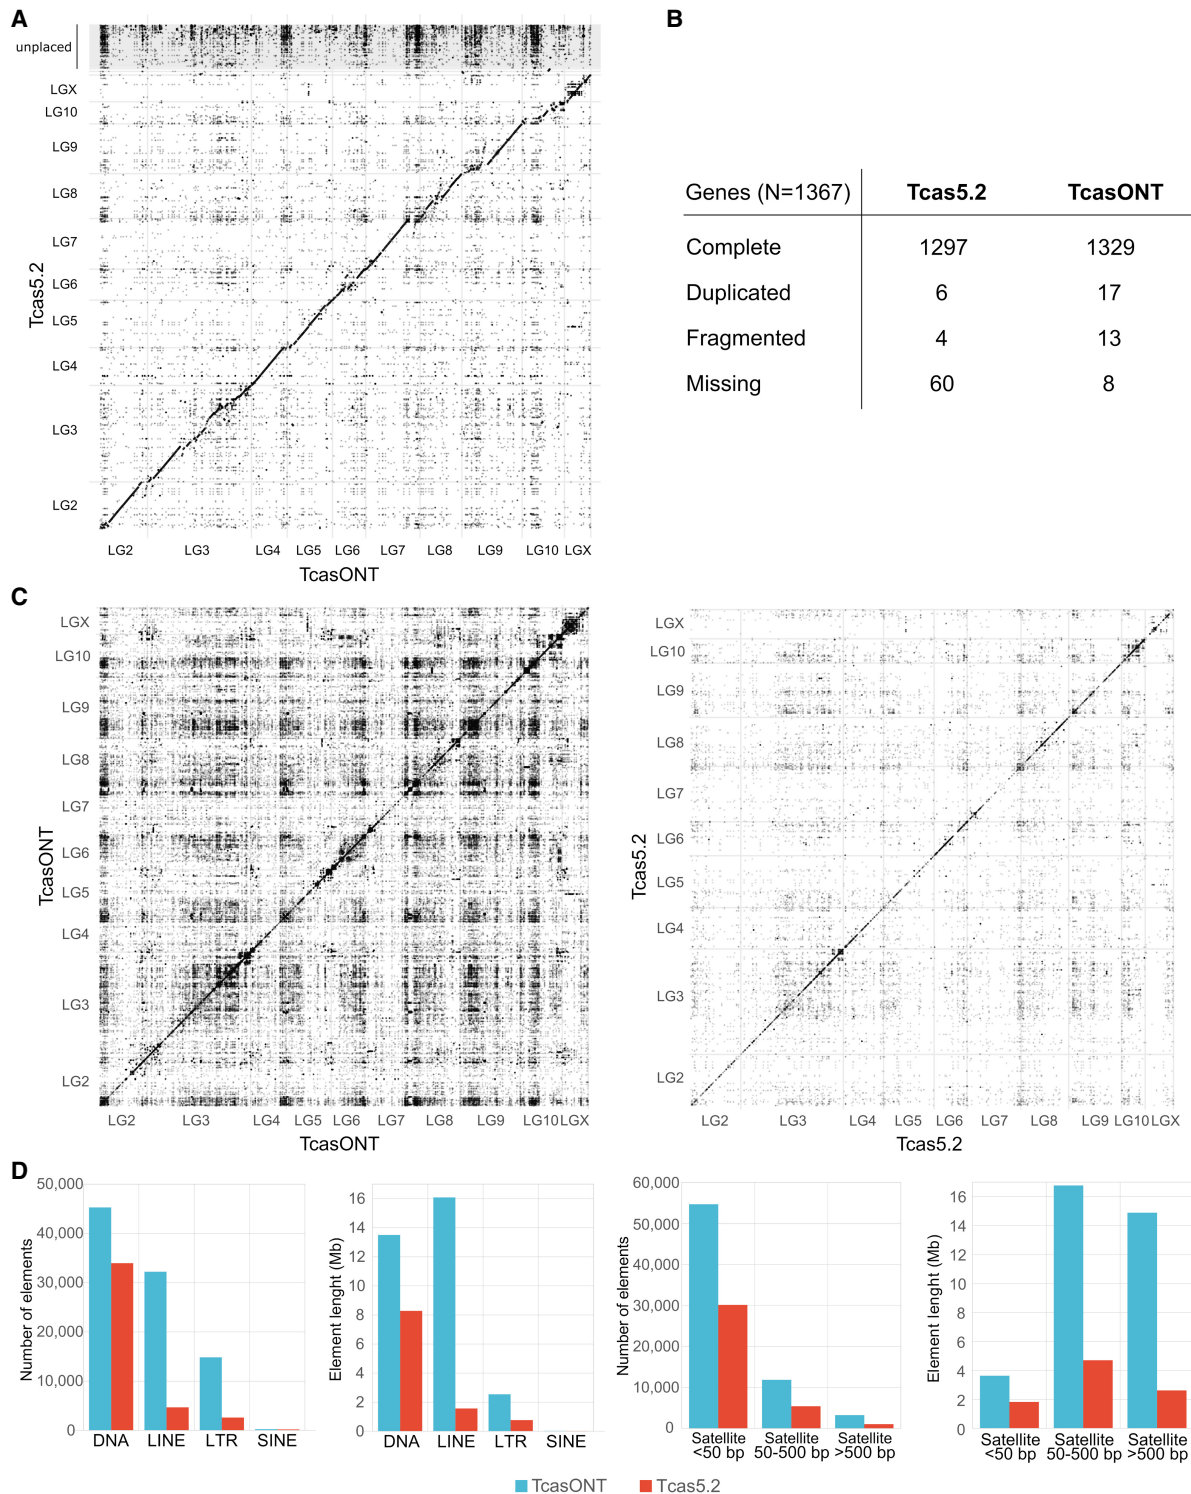 A
unplaced
LGX
LG10
LG9
LG8
LG7
LG6
LG5
LG4
LG3
LG2
Tcas5.2
LG2 LG3 LG4 LG5 LG6 LG7 LG8 LG9 LG10 LGX
TcasONT
B
Genes (N=1367) Tcas5.2 TcasONT
Complete 1297 1329
Duplicated 6 17
Fragmented 4 13
Missing 60 8
C
LGX
LG10
LG9
LG8
LG7
LG6
LG5
LG4
LG3
LG2
TcasONT
LG2 LG3 LG4 LG5 LG6 LG7 LG8 LG9 LG10 LGX
TcasONT
LGX
LG10
LG9
LG8
LG7
LG6
LG5
LG4
LG3
LG2
Tcas5.2
LG2 LG3 LG4 LG5 LG6 LG7 LG8 LG9 LG10 LGX
Tcas5.2
D
Number of elements
50,000
40,000
30,000
20,000
10,000
0
DNA LINE LTR SINE
Element lenght (Mb)
16
14
12
10
8
6
4
2
0
DNA LINE LTR SINE
Number of elements
60,000
50,000
40,000
30,000
20,000
10,000
0
Satellite Satellite Satellite
<50 bp 50-500 bp >500 bp
Element lenght (Mb)
16
14
12
10
8
6
4
2
0
Satellite Satellite Satellite
<50 bp 50-500 bp >500 bp
TcasONT Tcas5.2